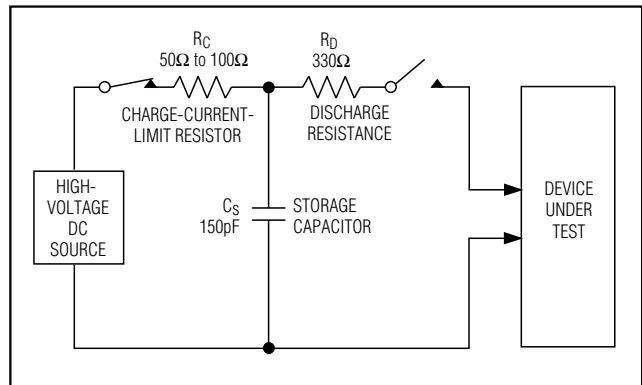 RC
50Ω to 100Ω
CHARGE-CURRENT-
LIMIT RESISTOR
RD
330Ω
DISCHARGE
RESISTANCE
HIGH-
VOLTAGE
DC
SOURCE
CS
150pF
STORAGE
CAPACITOR
DEVICE
UNDER
TEST